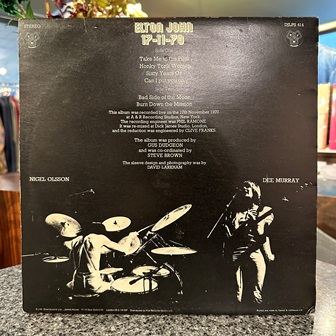 STEREO
DJLPS 414
ELTON JOHN
17-11-70
Take Me to the Pilot
Honky Tonk Women
Sixty Years On
Can I put you on
Bad Side of the Moon
Burn Down the Mission
This album was recorded live on the 17th November 1970
at A & R Recording Studios, New York.
The recording engineer was PHIL RAMONE.
It was re-mixed at Dick James Studio, London,
and the reduction was engineered by CLIVE FRANKS.
The album was produced by
GUS DUDGEON
and was co-ordinated by
STEVE BROWN
The sleeve design and photography was by
DAVID LARKHAM
NIGEL OLSSON
DEE MURRAY